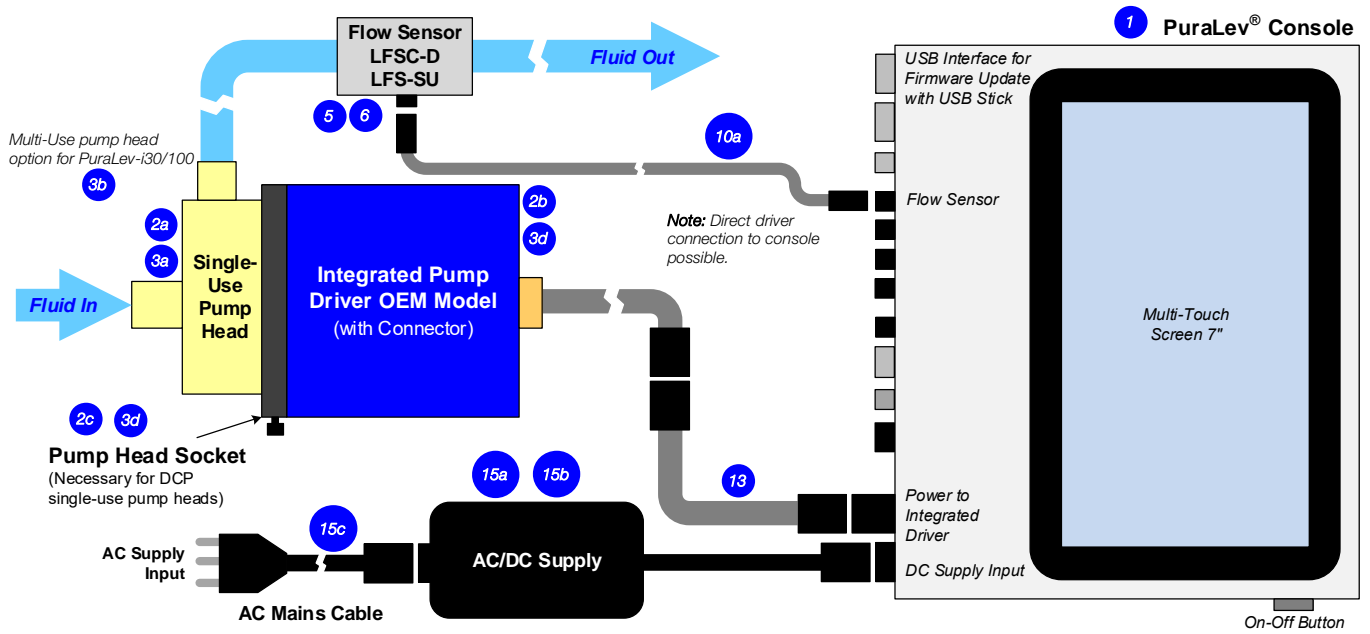 1 PuraLev® Console
Flow Sensor
LFSC-D
LFS-SU
Fluid Out
USB Interface for
Firmware Update
with USB Stick
5 6
10a
Multi-Use pump head
option for PuraLev-i30/100
3b
2a
3a
2b
3d
Flow Sensor
Note: Direct driver
connection to console
possible.
Single-
Use
Pump
Head
Integrated Pump
Driver OEM Model
(with Connector)
Fluid In
Multi-Touch
Screen 7"
2c 3d
Pump Head Socket
(Necessary for DCP
single-use pump heads)
15a 15b
13
Power to
Integrated
Driver
15c
AC Supply
Input
AC/DC Supply
DC Supply Input
AC Mains Cable
On-Off Button